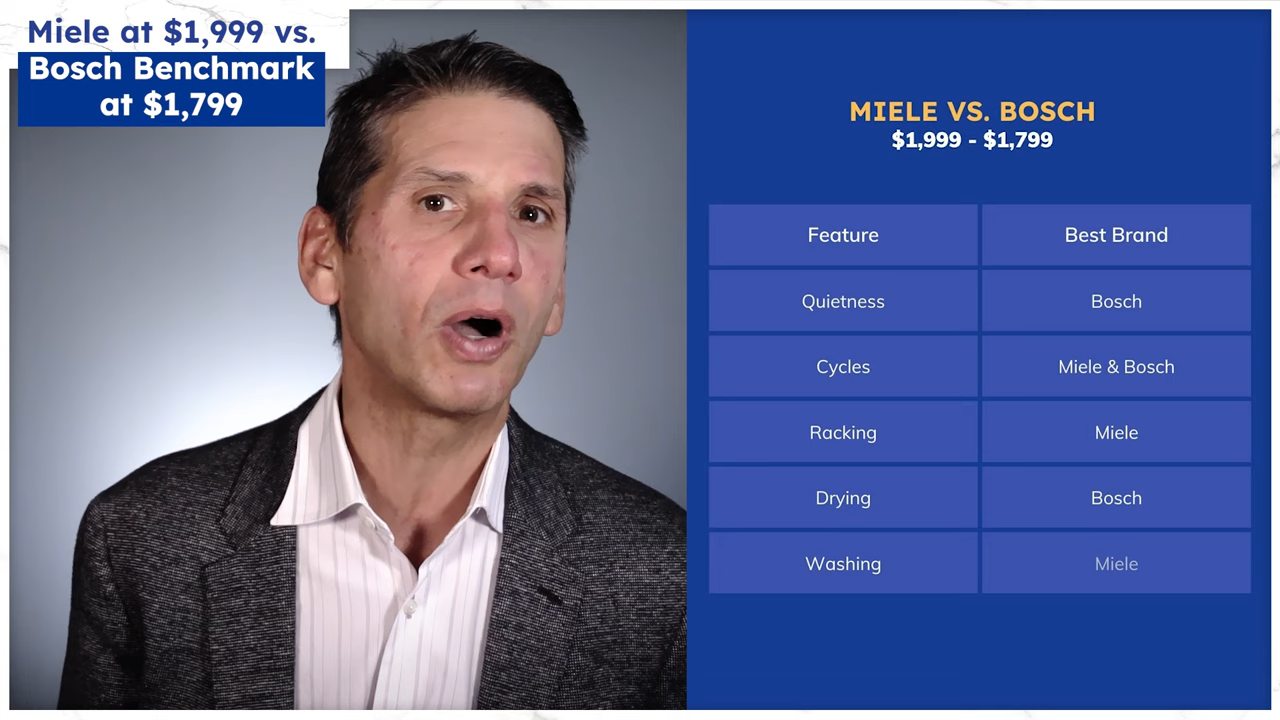 Miele at $1,999 vs.
Bosch Benchmark
at $1,799
MIELE VS. BOSCH
$1,999 - $1,799
Feature Best Brand
Quietness Bosch
Cycles Miele & Bosch
Racking Miele
Drying Bosch
Washing Miele